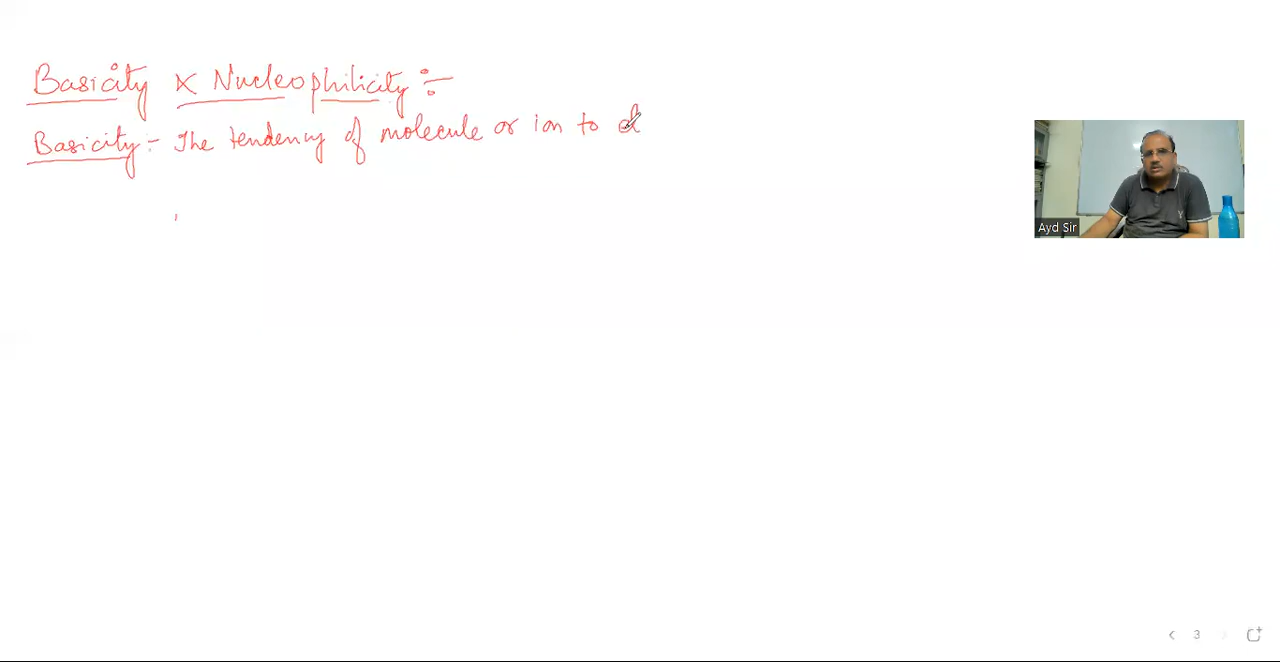 Basicity × Nucleophilicity :-
Basicity :- The tendency of molecule or ion to d
Ayd Sir
3